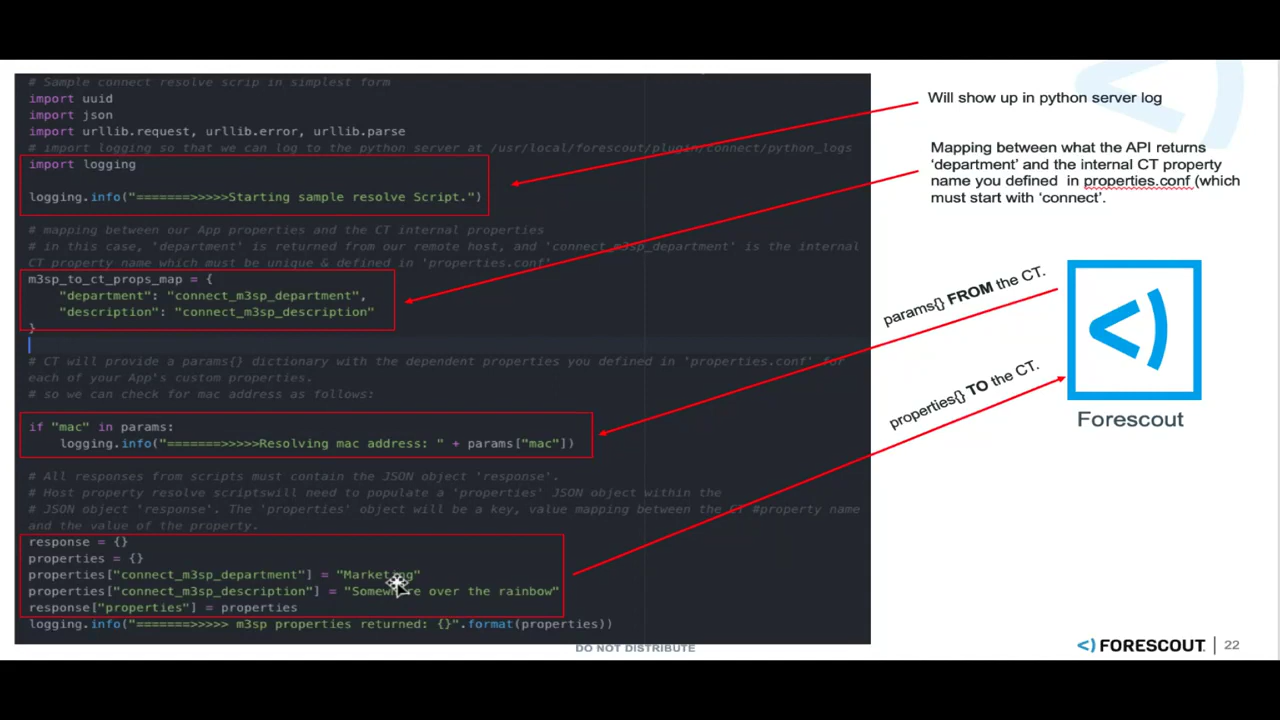 # Sample connect resolve scrip in simplest form
import uuid
import json
import urllib.request, urllib.error, urllib.parse
# import logging so that we can log to the python server at /usr/local/forescout/plugin/connect/python_logs
import logging
logging.info("=======>>>>>Starting sample resolve Script.")
# mapping between our App properties and the CT internal properties
# in this case, 'department' is returned from our remote host, and 'connect_m3sp_department' is the internal
CT property name which must be unique & defined in 'properties.conf'
m3sp_to_ct_props_map = {
"department": "connect_m3sp_department",
"description": "connect_m3sp_description"
}
# CT will provide a params{} dictionary with the dependent properties you defined in 'properties.conf' for
each of your App's custom properties.
# so we can check for mac address as follows:
if "mac" in params:
logging.info("=======>>>>>Resolving mac address: " + params["mac"])
# All responses from scripts must contain the JSON object 'response'.
# Host property resolve scriptswill need to populate a 'properties' JSON object within the
# JSON object 'response'. The 'properties' object will be a key, value mapping between the CT #property name
and the value of the property.
response = {}
properties = {}
properties["connect_m3sp_department"] = "Marketing"
properties["connect_m3sp_description"] = "Somewhere over the rainbow"
response["properties"] = properties
logging.info("=======>>>>> m3sp properties returned: {}".format(properties))
Will show up in python server log
Mapping between what the API returns
‘department’ and the internal CT property
name you defined in properties.conf (which
must start with ‘connect’.
params{} FROM the CT.
properties{} TO the CT.
Forescout
DO NOT DISTRIBUTE
FORESCOUT. | 22